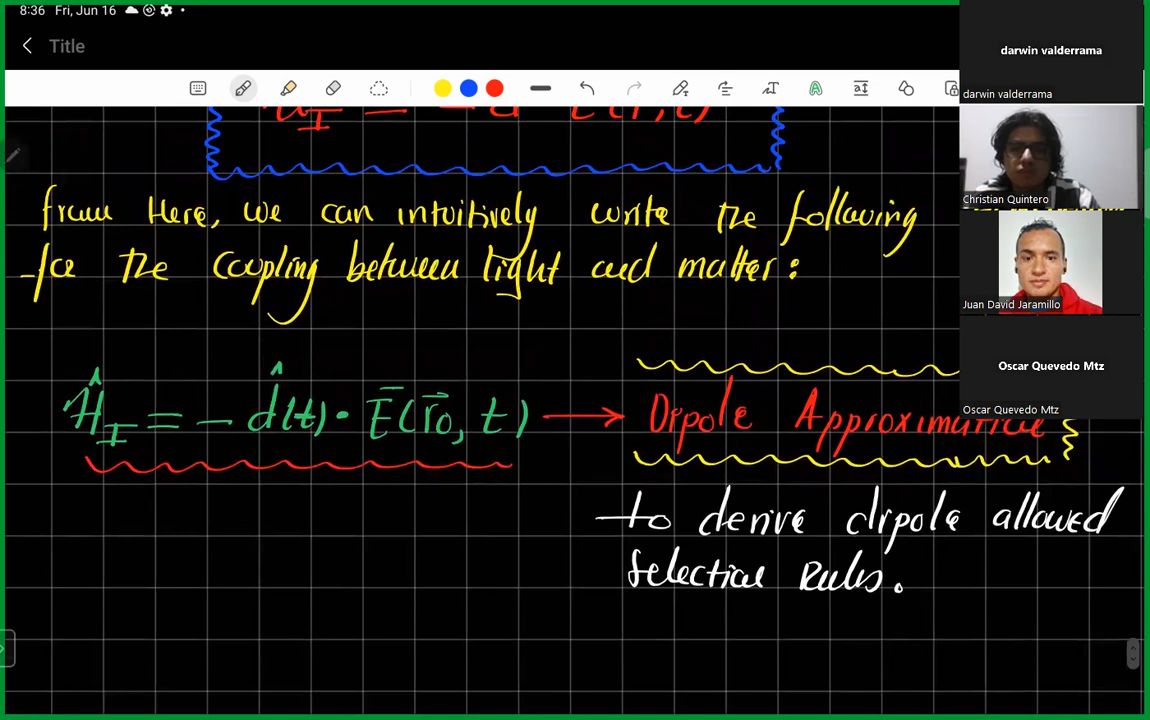 8:36 Fri, Jun 16
Title
darwin valderrama
darwin valderrama
Christian Quintero
Juan David Jaramillo
Oscar Quevedo Mtz
Oscar Quevedo Mtz
from Here, we can intuitively write the following
for the coupling between light and matter:
Ĥ_I = - d̂(t) · E̅(r⃗₀, t) → Dipole Approximation
to derive dipole allowed
Selection Rules.